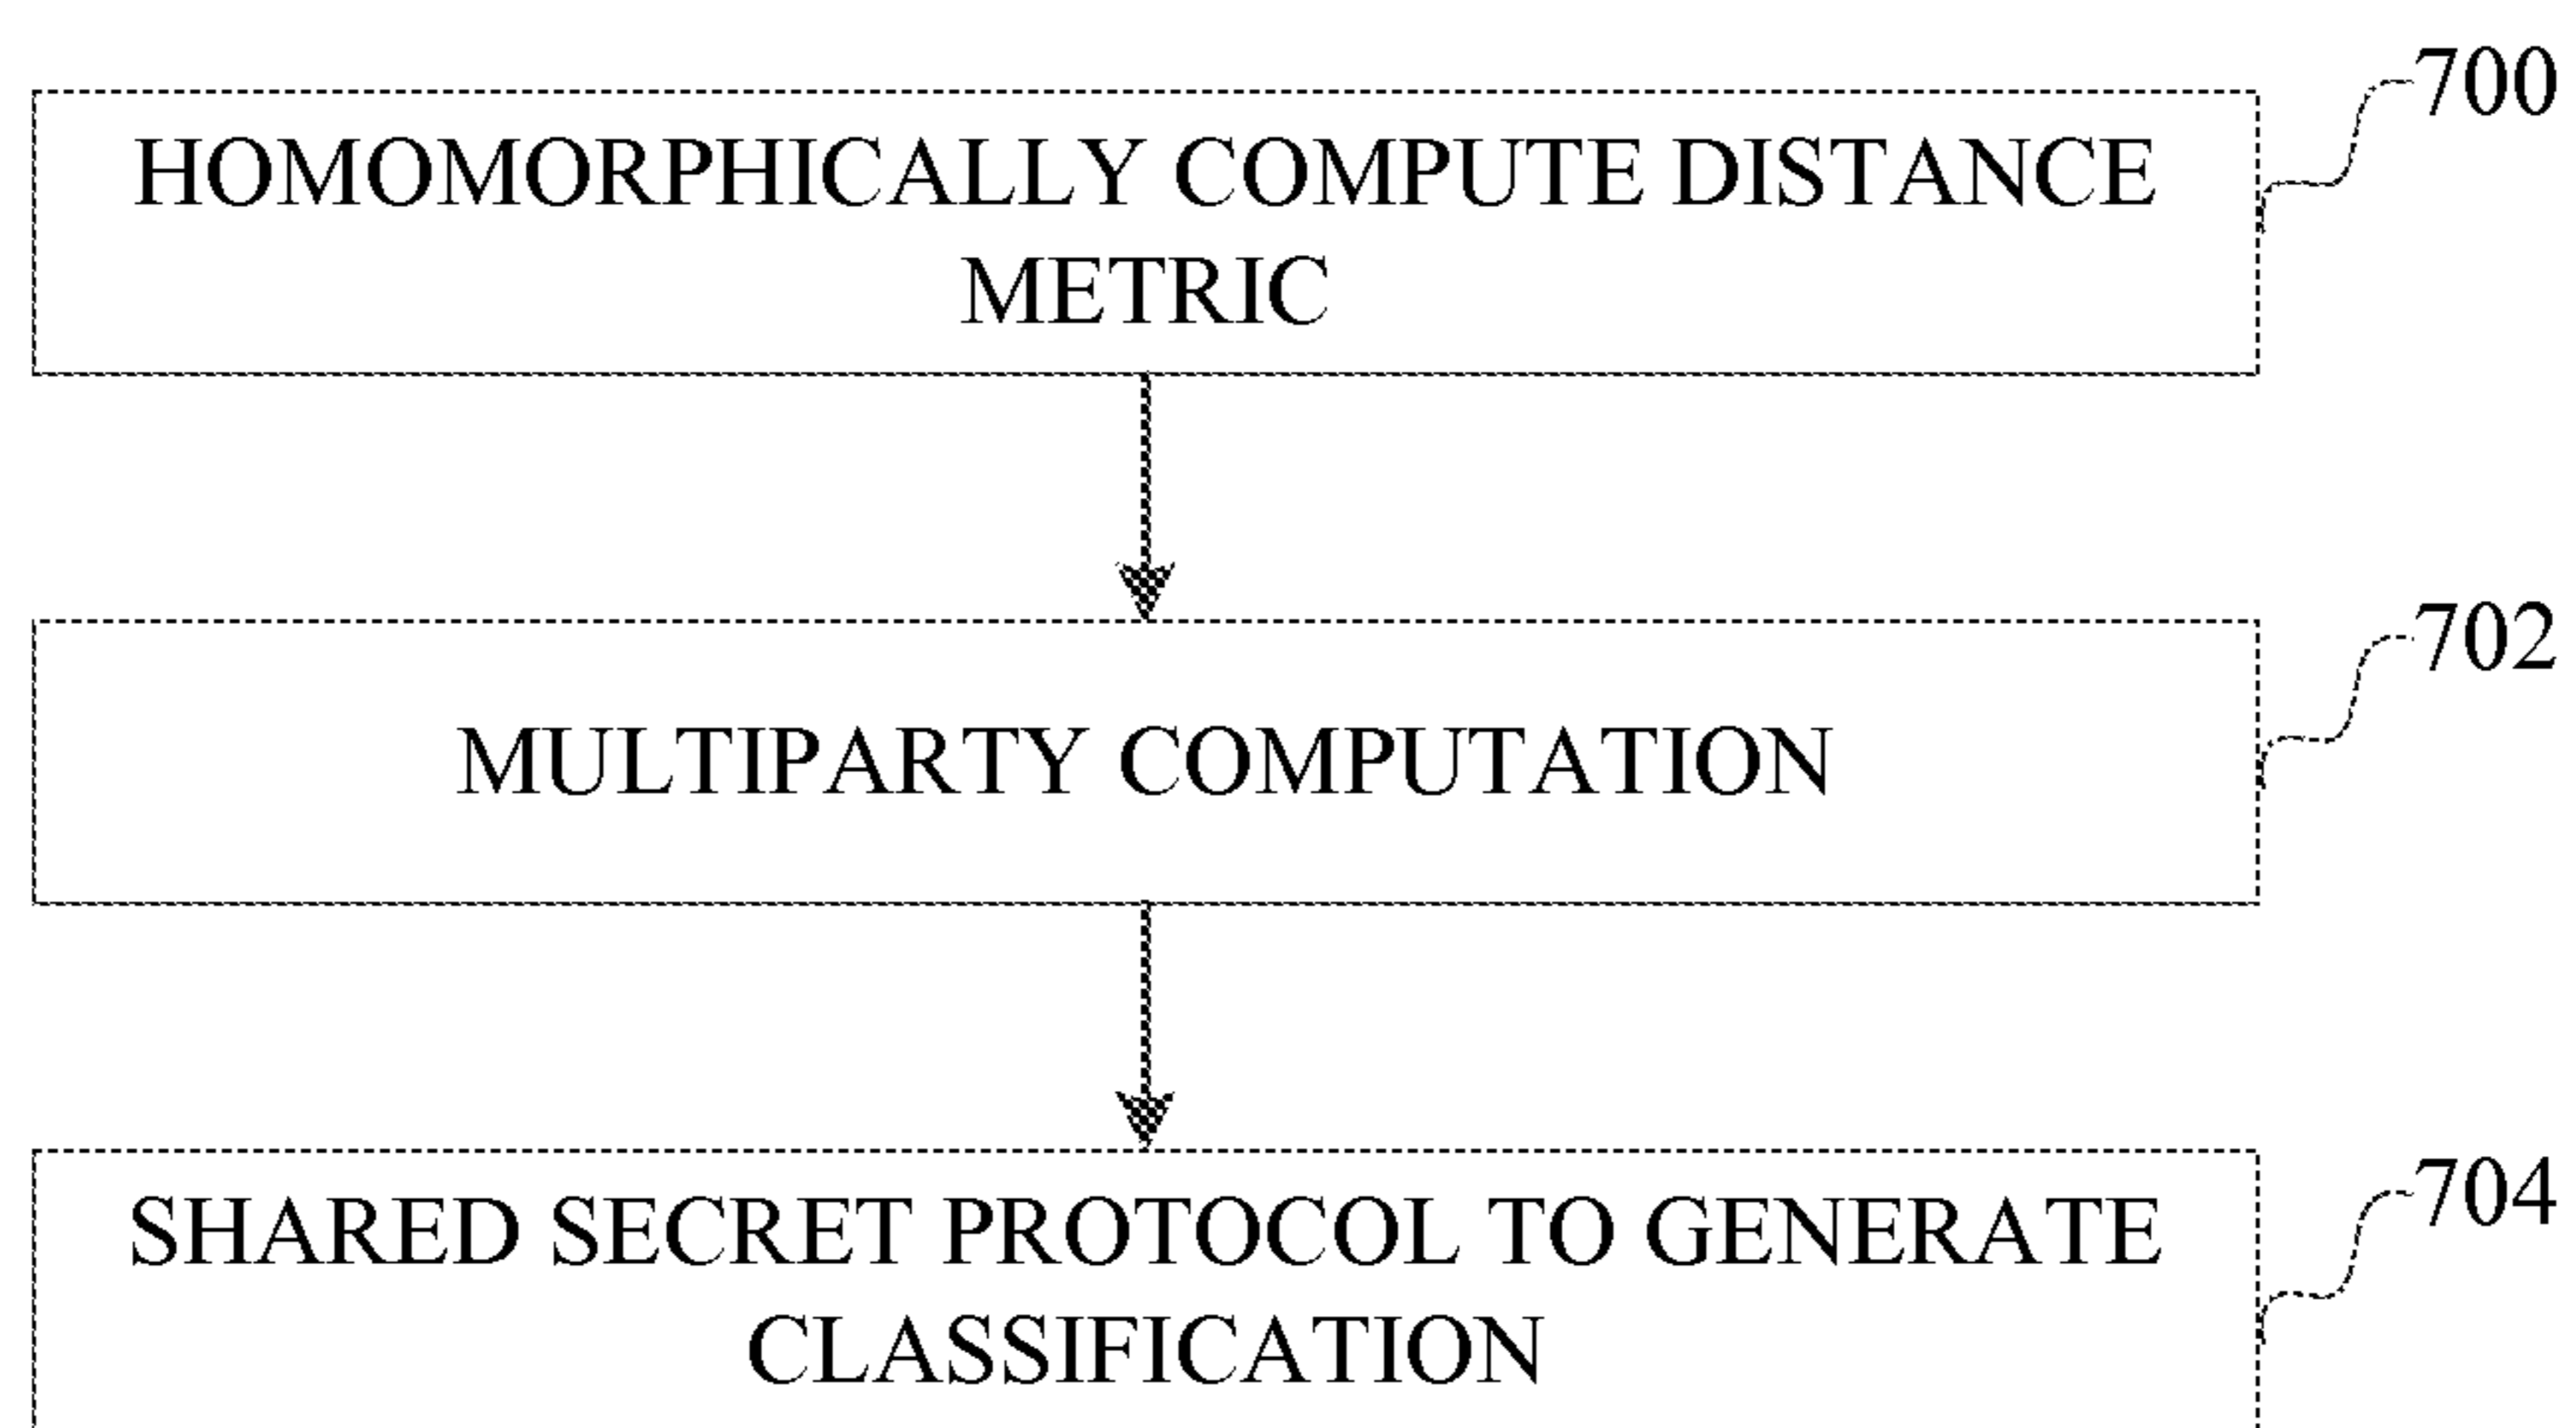 700
HOMOMORPHICALLY COMPUTE DISTANCE
METRIC
702
MULTIPARTY COMPUTATION
704
SHARED SECRET PROTOCOL TO GENERATE
CLASSIFICATION